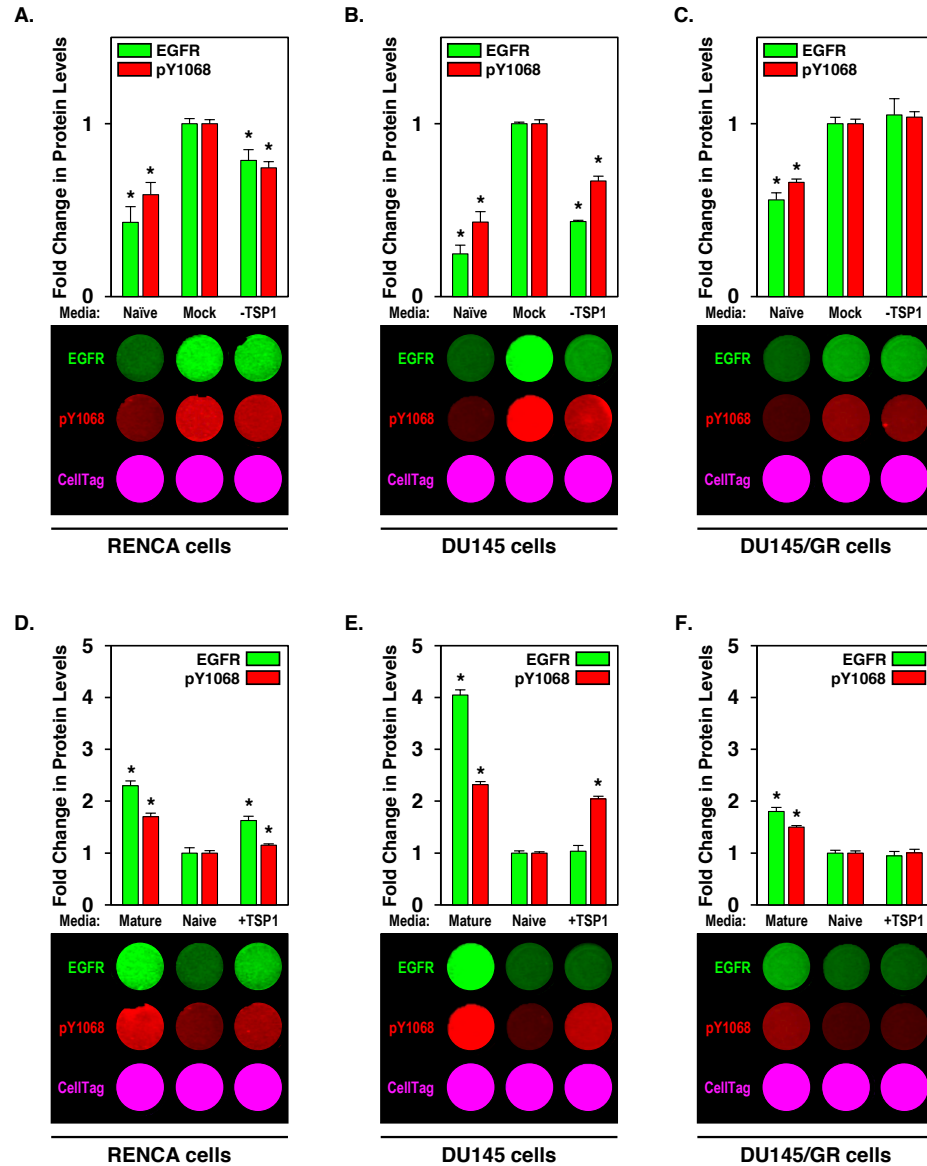 A.
Fold Change in Protein Levels
EGFR
pY1068
1
0
* * * *
Media: Naïve Mock -TSP1
EGFR
pY1068
CellTag
RENCA cells
B.
Fold Change in Protein Levels
EGFR
pY1068
1
0
* * * *
Media: Naïve Mock -TSP1
EGFR
pY1068
CellTag
DU145 cells
C.
Fold Change in Protein Levels
EGFR
pY1068
1
0
* *
Media: Naïve Mock -TSP1
EGFR
pY1068
CellTag
DU145/GR cells
D.
Fold Change in Protein Levels
EGFR
pY1068
5
4
3
2
1
0
* * * *
Media: Mature Naive +TSP1
EGFR
pY1068
CellTag
RENCA cells
E.
Fold Change in Protein Levels
EGFR
pY1068
5
4
3
2
1
0
* * *
Media: Mature Naive +TSP1
EGFR
pY1068
CellTag
DU145 cells
F.
Fold Change in Protein Levels
EGFR
pY1068
5
4
3
2
1
0
* *
Media: Mature Naive +TSP1
EGFR
pY1068
CellTag
DU145/GR cells